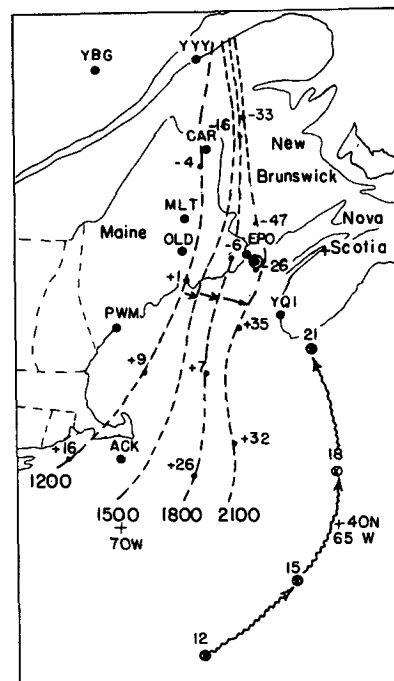 YBG
YYY
-33
-16
CAR
New
-4
Brunswick
MLT
-47
Nova
Maine
OLD
-6
EPO
Scotia
+1
-26
YQI
PWM
+35
21
+9
+7
+16
ACK
+32
18
1200
+26
1500
1800
2100
+40N
+
70W
65 W
15
12